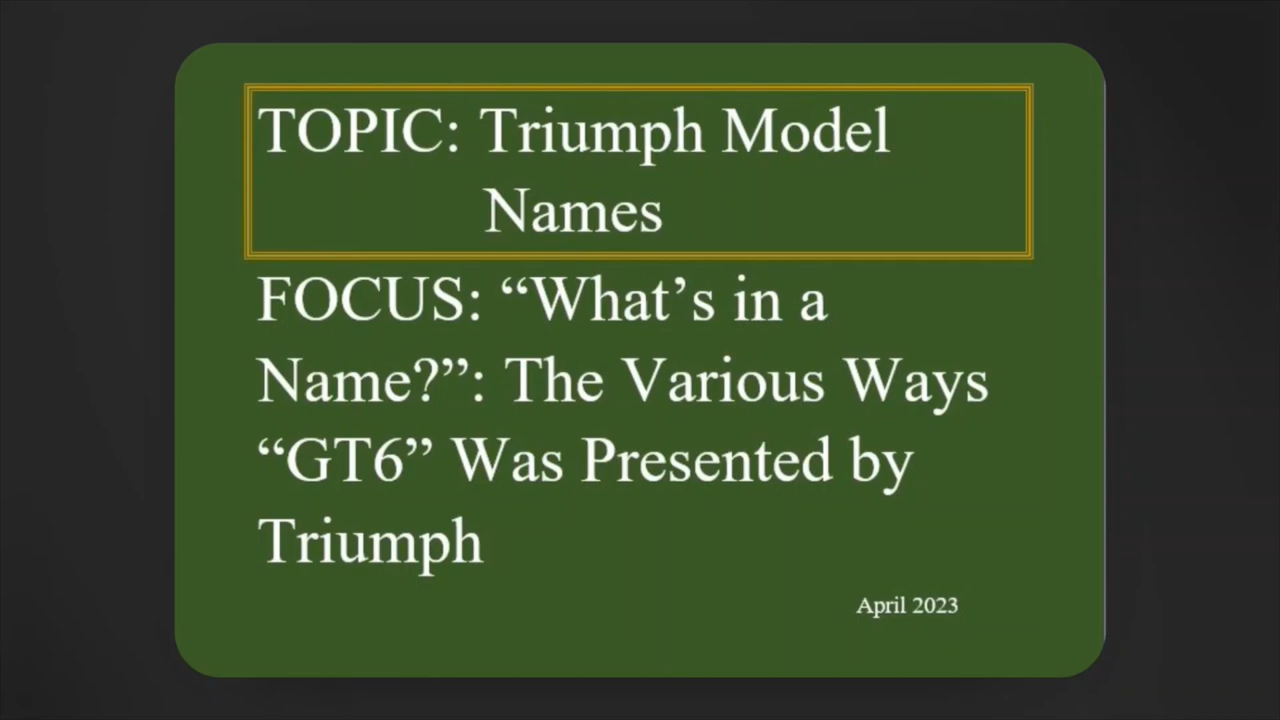 TOPIC: Triumph Model
Names
FOCUS: “What’s in a
Name?”: The Various Ways
“GT6” Was Presented by
Triumph
April 2023